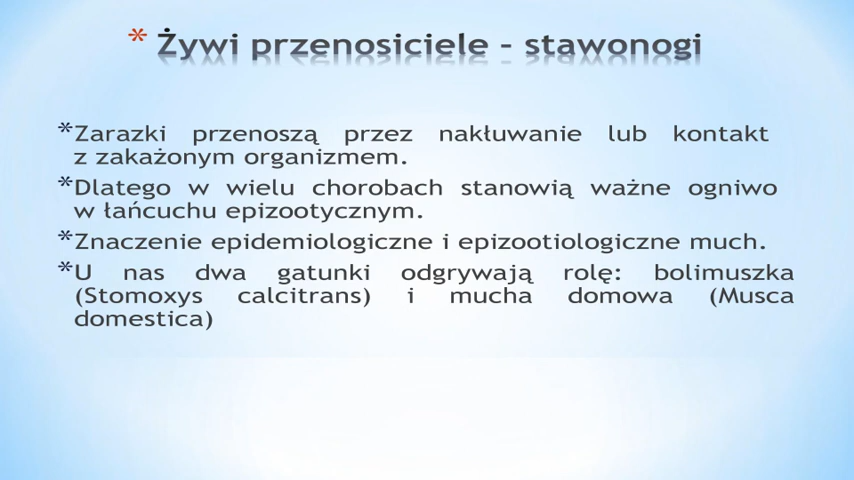 * Żywi przenosiciele – stawonogi
*Zarazki przenoszą przez nakłuwanie lub kontakt
z zakażonym organizmem.
*Dlatego w wielu chorobach stanowią ważne ogniwo
w łańcuchu epizootycznym.
*Znaczenie epidemiologiczne i epizootiologiczne much.
*U nas dwa gatunki odgrywają rolę: bolimuszka
(Stomoxys calcitrans) i mucha domowa (Musca
domestica)